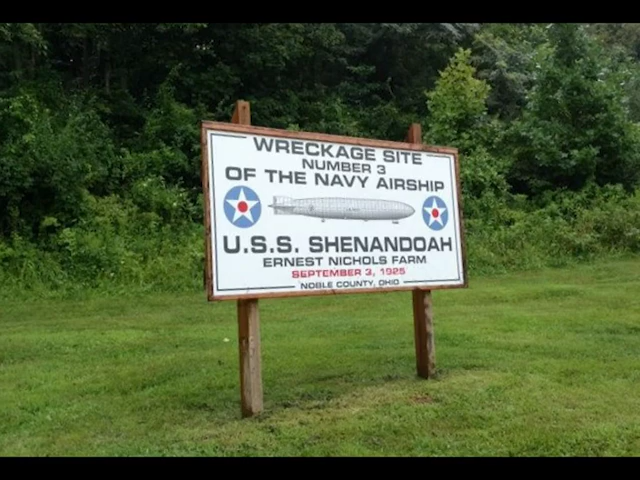 WRECKAGE SITE
NUMBER 3
OF THE NAVY AIRSHIP
U.S.S. SHENANDOAH
ERNEST NICHOLS FARM
SEPTEMBER 3, 1925
NOBLE COUNTY, OHIO